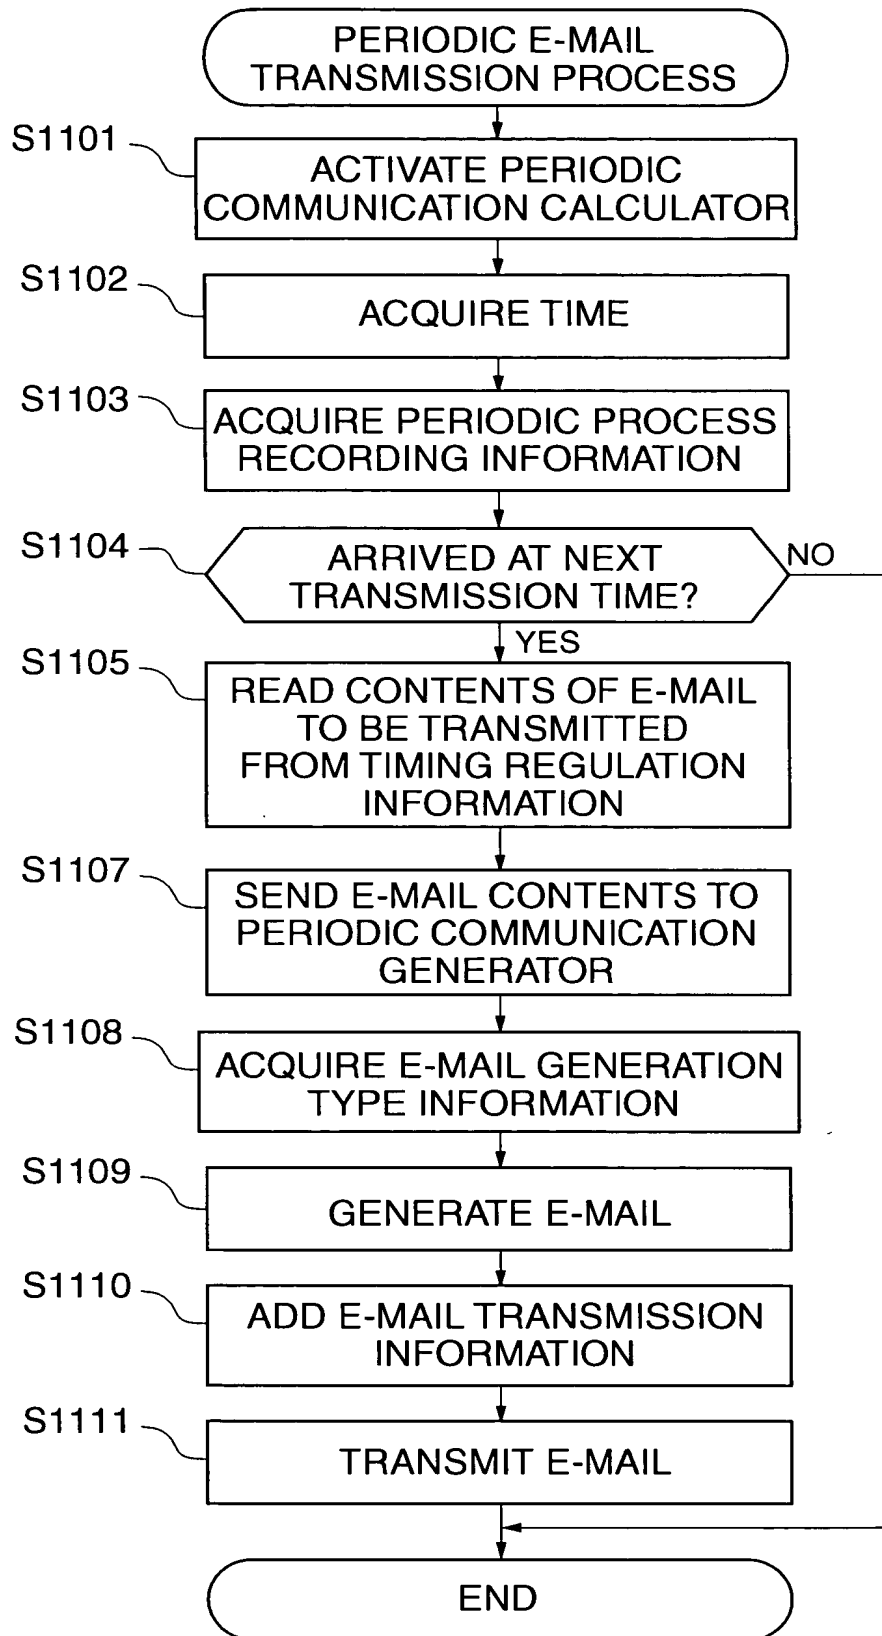 PERIODIC E-MAIL
TRANSMISSION PROCESS
S1101
ACTIVATE PERIODIC
COMMUNICATION CALCULATOR
S1102
ACQUIRE TIME
S1103
ACQUIRE PERIODIC PROCESS
RECORDING INFORMATION
S1104
ARRIVED AT NEXT
TRANSMISSION TIME?
NO
YES
S1105
READ CONTENTS OF E-MAIL
TO BE TRANSMITTED
FROM TIMING REGULATION
INFORMATION
S1107
SEND E-MAIL CONTENTS TO
PERIODIC COMMUNICATION
GENERATOR
S1108
ACQUIRE E-MAIL GENERATION
TYPE INFORMATION
S1109
GENERATE E-MAIL
S1110
ADD E-MAIL TRANSMISSION
INFORMATION
S1111
TRANSMIT E-MAIL
END